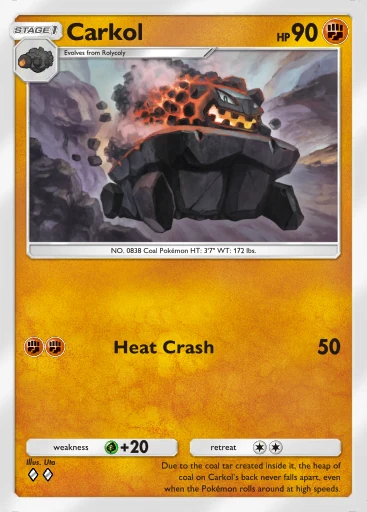 STAGE 1
Carkol
HP 90
Evolves from Rolycoly
NO. 0838 Coal Pokémon HT: 3'7" WT: 172 lbs.
Heat Crash 50
weakness +20
retreat
Illus. Uta
Due to the coal tar created inside it, the heap of
coal on Carkol's back never falls apart, even
when the Pokémon rolls around at high speeds.